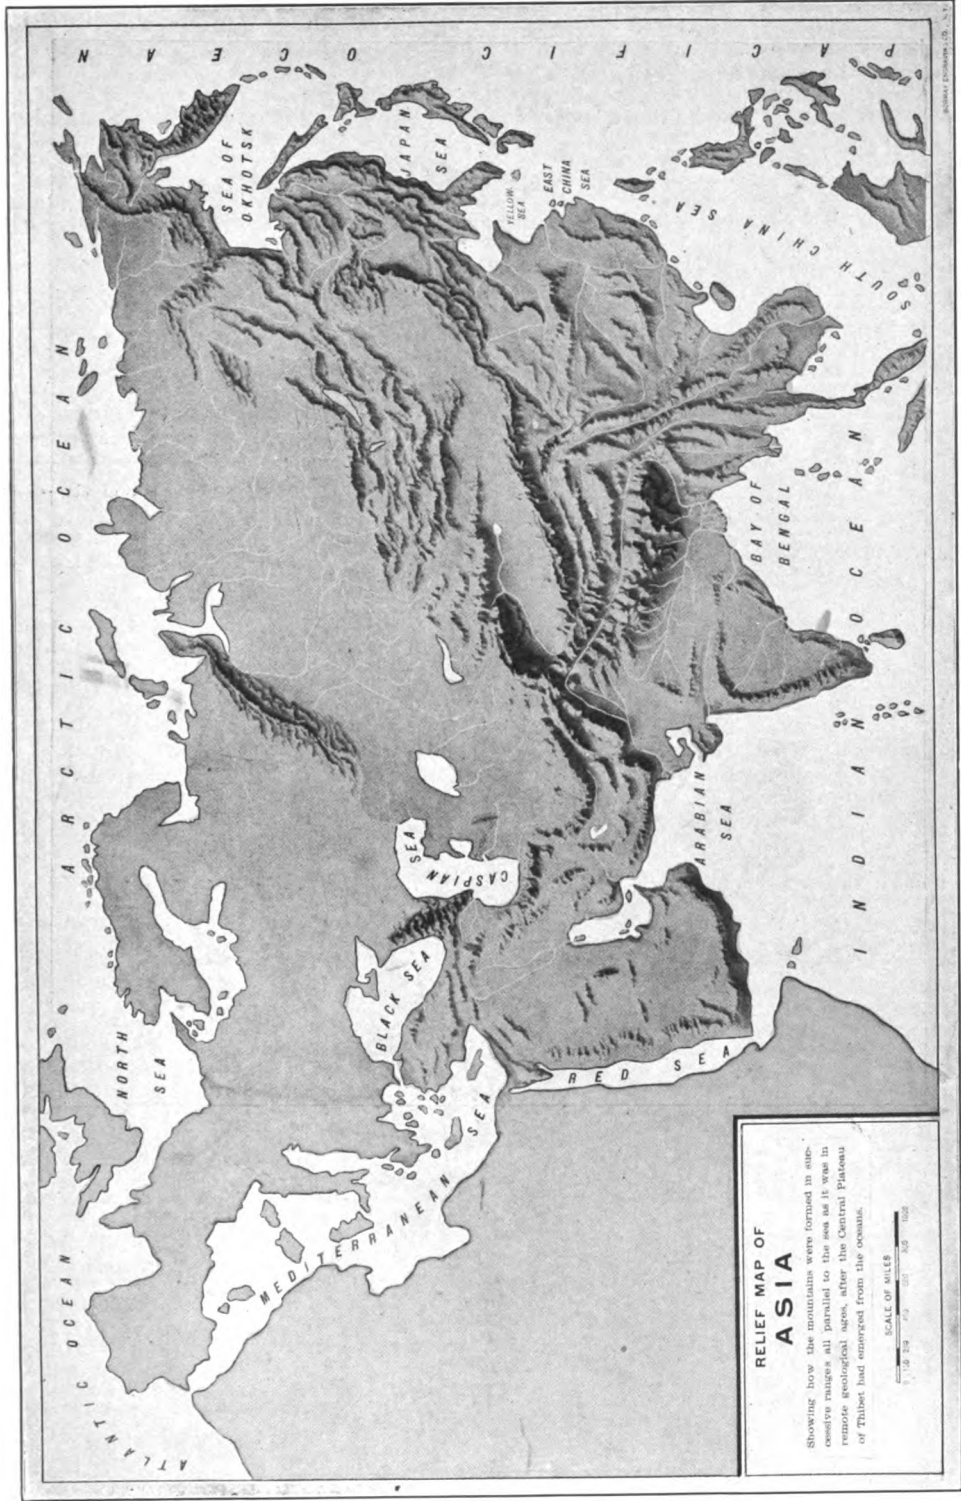 ATLANTIC OCEAN
ARCTIC OCEAN
PACIFIC OCEAN
NORTH
SEA
SEA OF
OKHOTSK
JAPAN
SEA
YELLOW
SEA
EAST
CHINA
SEA
SOUTH CHINA SEA
BLACK SEA
CASPIAN
SEA
MEDITERRANEAN SEA
RED SEA
ARABIAN
SEA
BAY OF
BENGAL
INDIAN OCEAN
RELIEF MAP OF
ASIA
Showing how the mountains were formed in suc-
cessive ranges all parallel to the sea as it was in
remote geological ages, after the Central Plateau
of Thibet had emerged from the oceans.
SCALE OF MILES